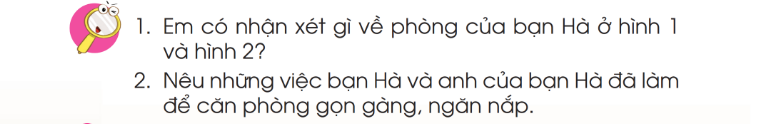 1. Em có nhận xét gì về phòng của bạn Hà ở hình 1
và hình 2?
2. Nêu những việc bạn Hà và anh của bạn Hà đã làm
để căn phòng gọn gàng, ngăn nắp.